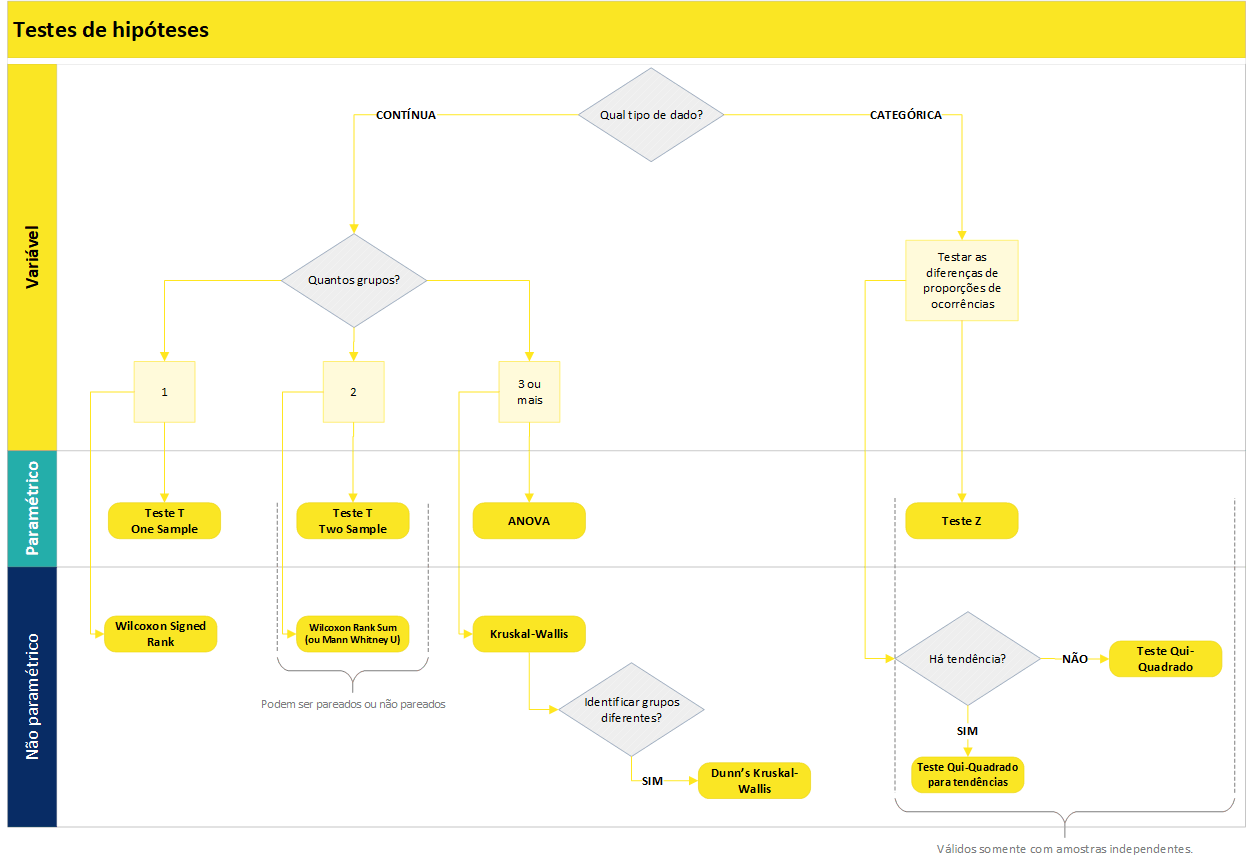 Testes de hipóteses
Variável
Qual tipo de dado?
CONTÍNUA
CATEGÓRICA
Quantos grupos?
Testar as
diferenças de
proporções de
ocorrências
1
2
3 ou
mais
Paramétrico
Teste T
One Sample
Teste T
Two Sample
ANOVA
Teste Z
Não paramétrico
Wilcoxon Signed
Rank
Wilcoxon Rank Sum
(ou Mann Whitney U)
Kruskal-Wallis
Há tendência?
NÃO
Teste Qui-
Quadrado
Podem ser pareados ou não pareados
Identificar grupos
diferentes?
SIM
Dunn’s Kruskal-
Wallis
SIM
Teste Qui-Quadrado
para tendências
Válidos somente com amostras independentes.